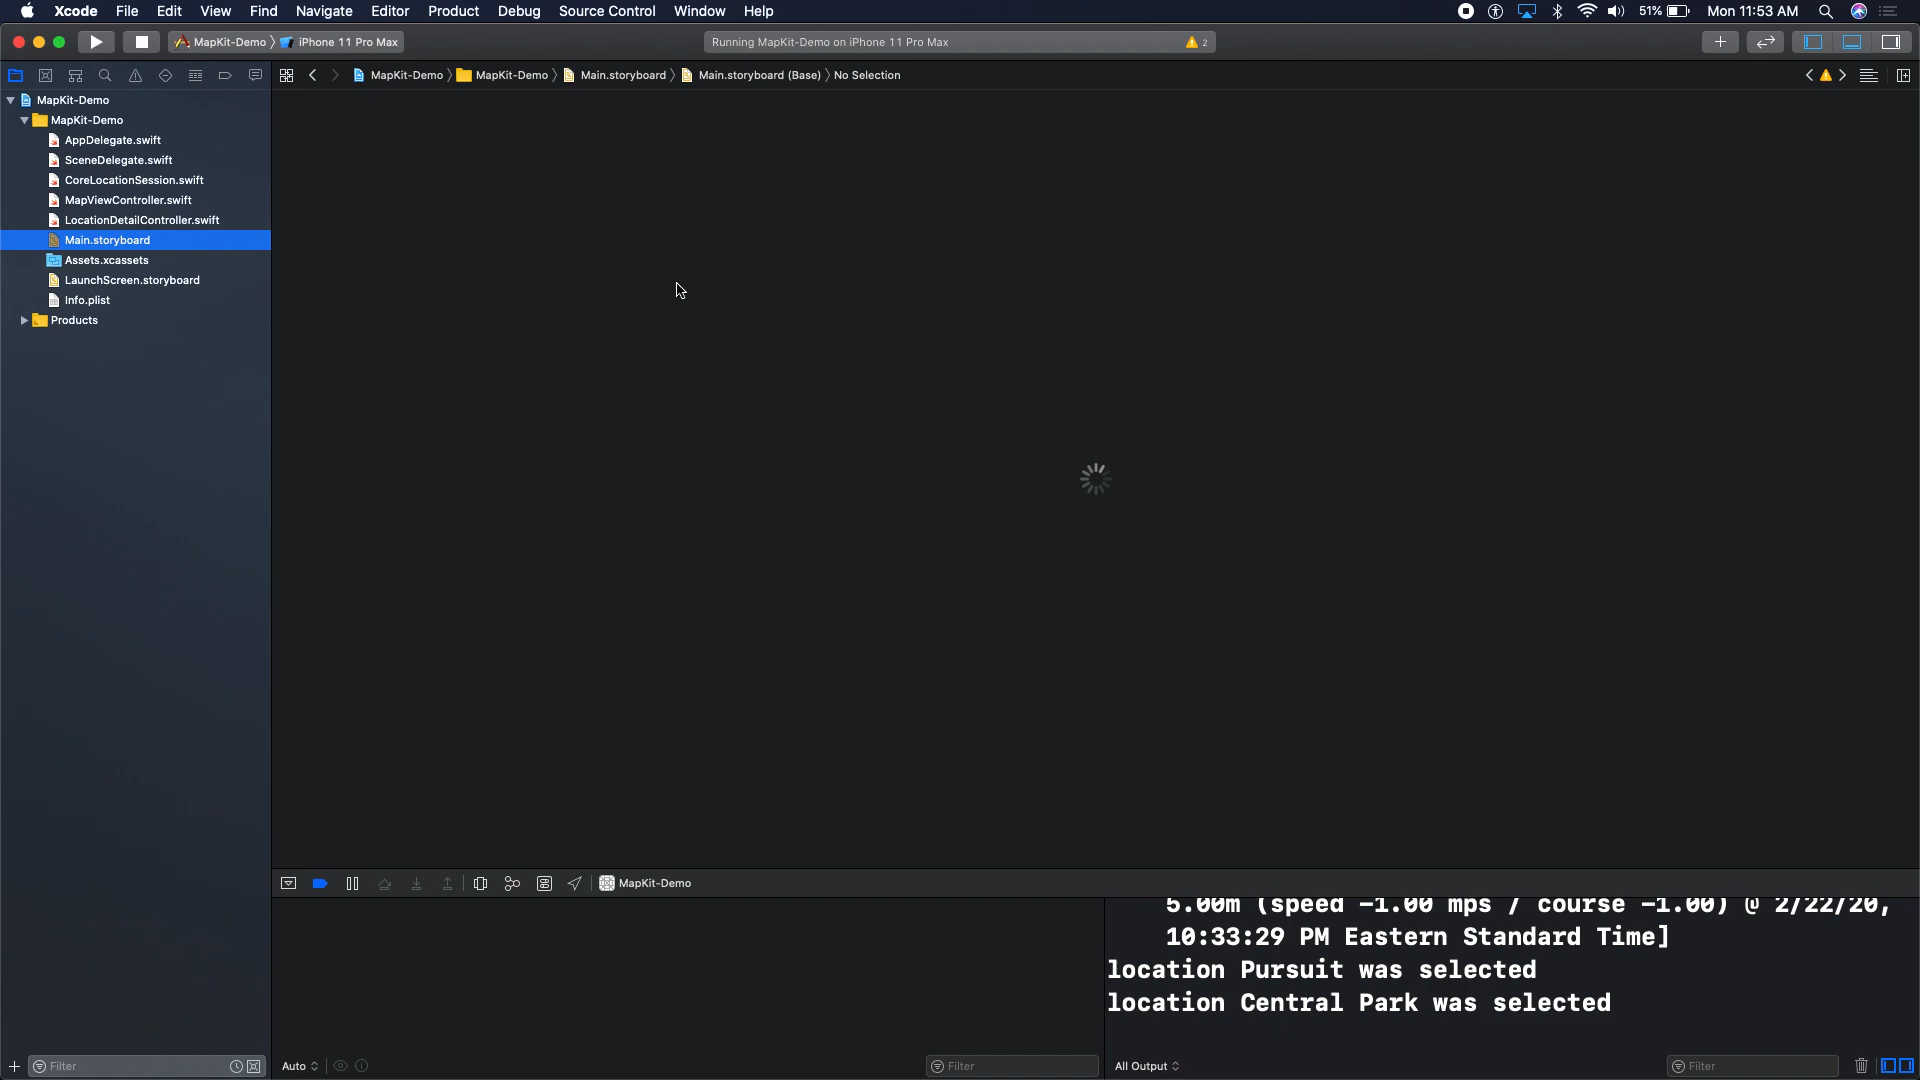 Xcode File Edit View Find Navigate Editor Product Debug Source Control Window Help 51% Mon 11:53 AM
MapKit-Demo iPhone 11 Pro Max Running MapKit-Demo on iPhone 11 Pro Max 2
MapKit-Demo MapKit-Demo Main.storyboard Main.storyboard (Base) No Selection
MapKit-Demo
MapKit-Demo
AppDelegate.swift
SceneDelegate.swift
CoreLocationSession.swift
MapViewController.swift
LocationDetailController.swift
Main.storyboard
Assets.xcassets
LaunchScreen.storyboard
Info.plist
Products
MapKit-Demo
5.00m (speed -1.00 mps / course -1.00) @ 2/22/20,
10:33:29 PM Eastern Standard Time]
location Pursuit was selected
location Central Park was selected
Filter Auto Filter All Output Filter